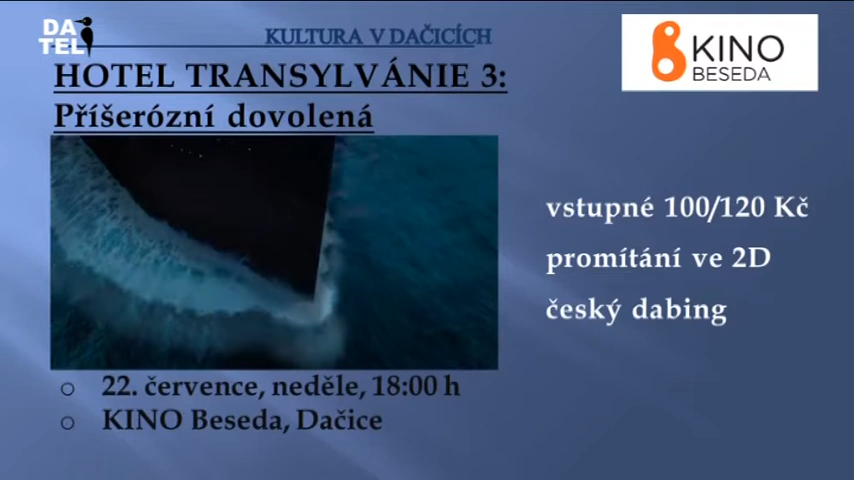 DA
TEL
KULTURA V DAČICÍCH
KINO
BESEDA
HOTEL TRANSYLVÁNIE 3:
Příšerózní dovolená
vstupné 100/120 Kč
promítání ve 2D
český dabing
o 22. července, neděle, 18:00 h
o KINO Beseda, Dačice